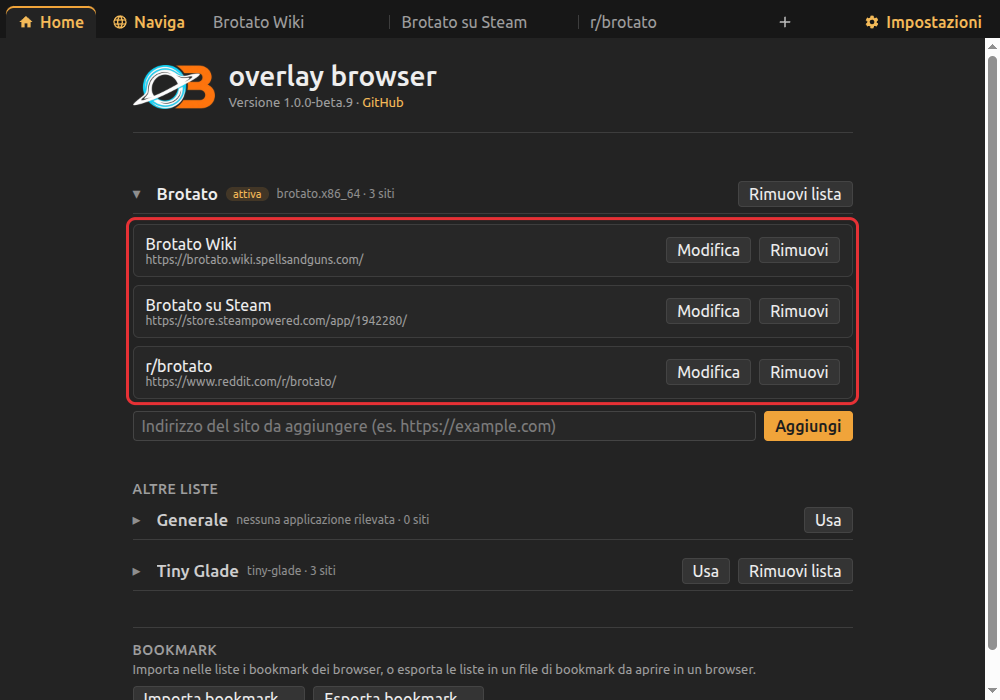 Home Naviga Brotato Wiki Brotato su Steam r/brotato + Impostazioni
overlay browser
Versione 1.0.0-beta.9 · GitHub
Brotato attiva brotato.x86_64 · 3 siti Rimuovi lista
Brotato Wiki
https://brotato.wiki.spellsandguns.com/
Modifica Rimuovi
Brotato su Steam
https://store.steampowered.com/app/1942280/
Modifica Rimuovi
r/brotato
https://www.reddit.com/r/brotato/
Modifica Rimuovi
Indirizzo del sito da aggiungere (es. https://example.com) Aggiungi
ALTRE LISTE
Generale nessuna applicazione rilevata · 0 siti Usa
Tiny Glade tiny-glade · 3 siti Usa Rimuovi lista
BOOKMARK
Importa nelle liste i bookmark dei browser, o esporta le liste in un file di bookmark da aprire in un browser.
Importa bookmark Esporta bookmark